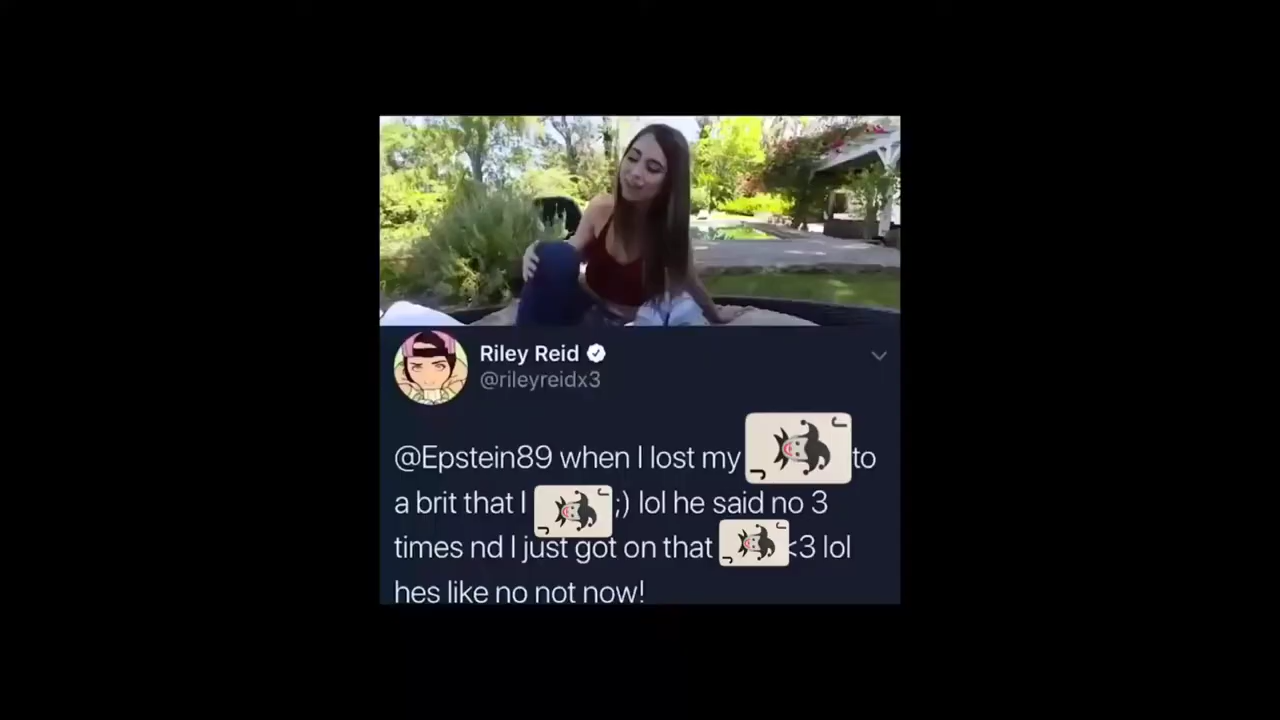 Riley Reid
@rileyreidx3
@Epstein89 when I lost my J J to
a brit that I J J ;) lol he said no 3
times nd I just got on that J J <3 lol
hes like no not now!